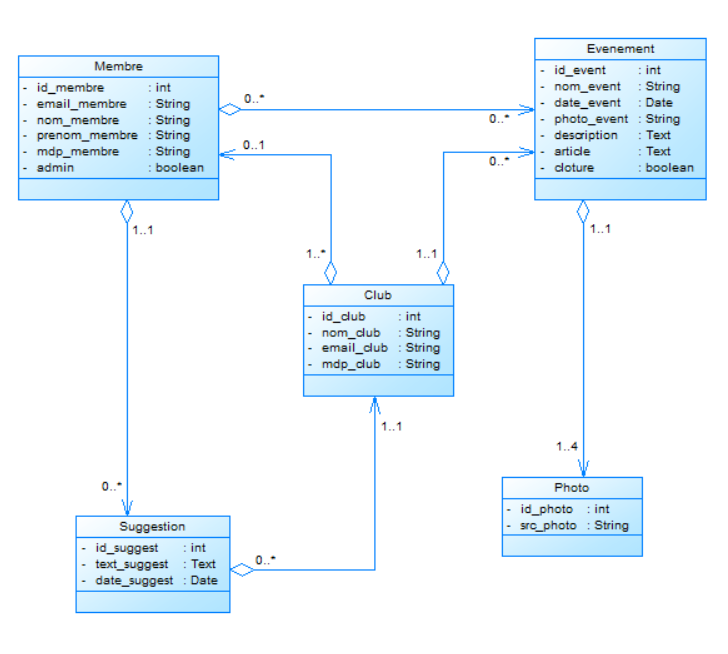 Membre
- id_membre : int
- email_membre : String
- nom_membre : String
- prenom_membre : String
- mdp_membre : String
- admin : boolean
Evenement
- id_event : int
- nom_event : String
- date_event : Date
- photo_event : String
- description : Text
- article : Text
- cloture : boolean
0..*
0..*
0..1
0..*
1..1
1..1
1..*
1..1
Club
- id_club : int
- nom_club : String
- email_club : String
- mdp_club : String
1..1
1..4
0..*
Photo
- id_photo : int
- src_photo : String
Suggestion
- id_suggest : int
- text_suggest : Text
- date_suggest : Date
0..*